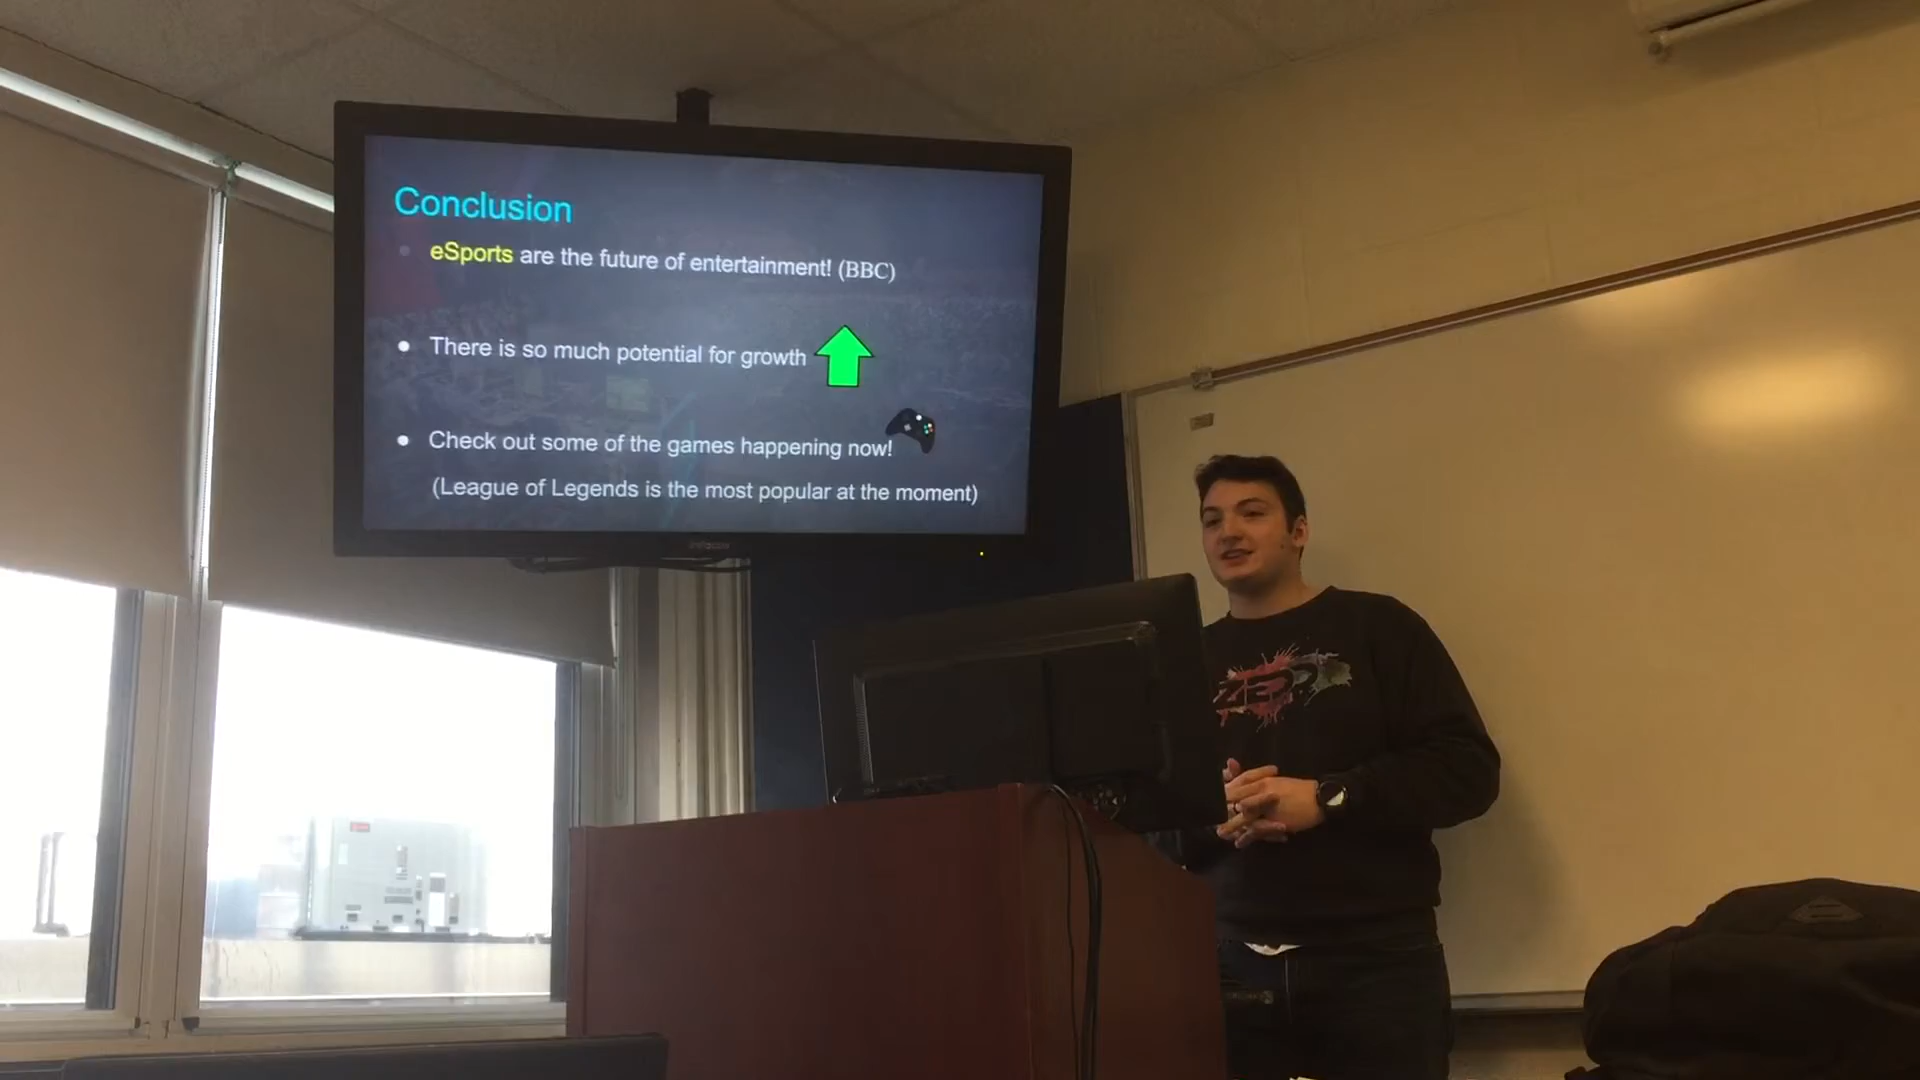 Conclusion
eSports are the future of entertainment! (BBC)
There is so much potential for growth
Check out some of the games happening now!
(League of Legends is the most popular at the moment)